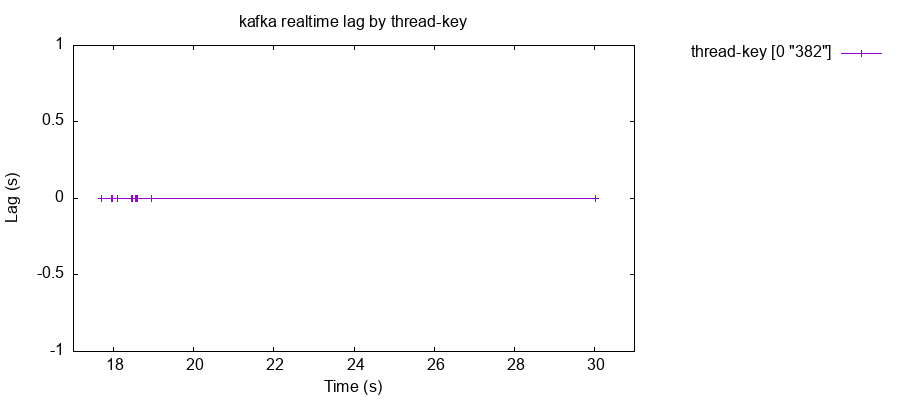 kafka realtime lag by thread-key
thread-key [0 "382"]
1
0.5
0
-0.5
-1
Lag (s)
18 20 22 24 26 28 30
Time (s)